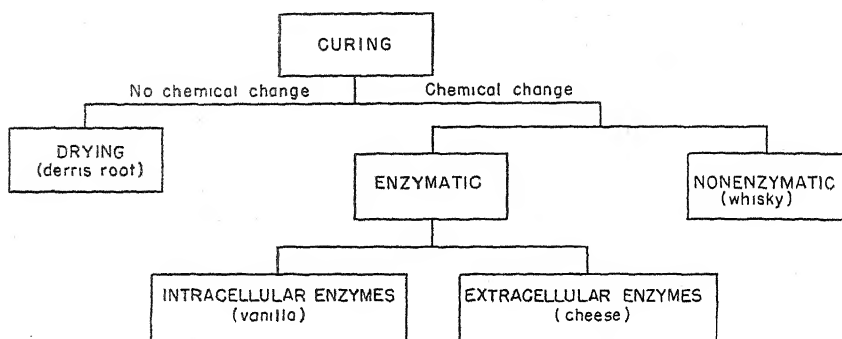 CURING
No chemical change
Chemical change
DRYING
(derris root)
ENZYMATIC
NONENZYMATIC
(whisky)
INTRACELLULAR ENZYMES
(vanilla)
EXTRACELLULAR ENZYMES
(cheese)